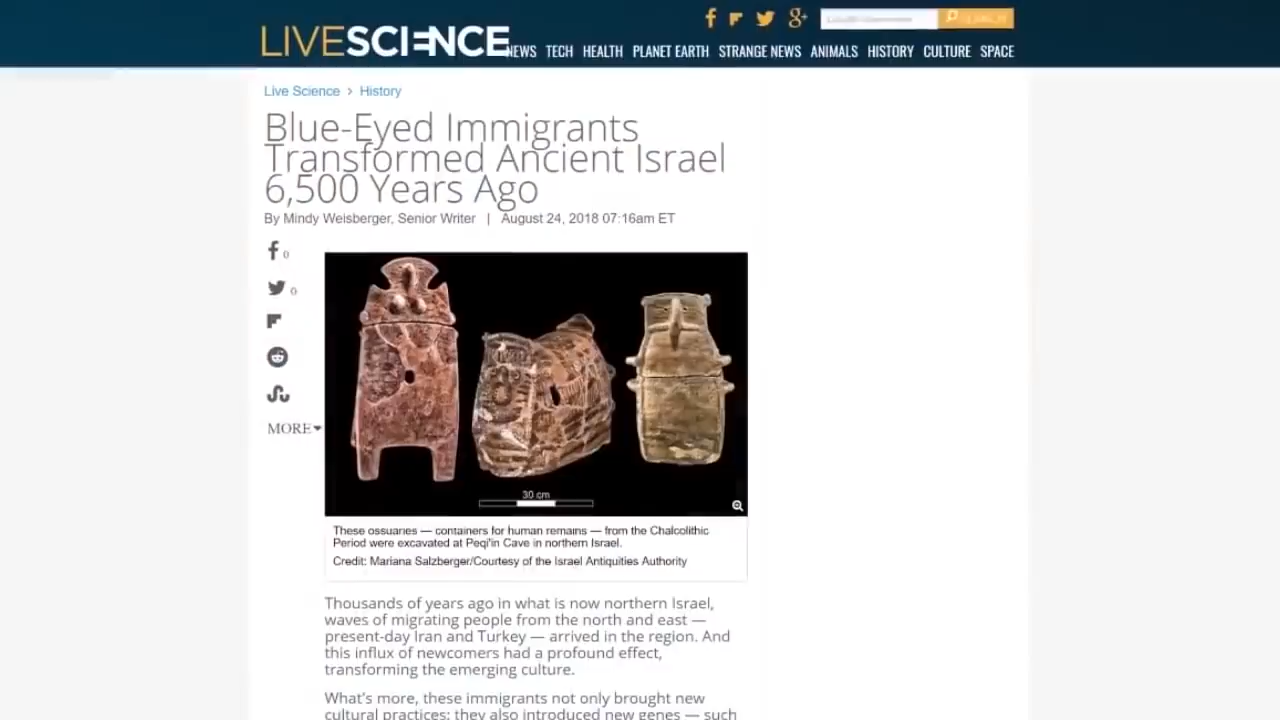 LIVESCIENCE
NEWS TECH HEALTH PLANET EARTH STRANGE NEWS ANIMALS HISTORY CULTURE SPACE
Live Science > History
Blue-Eyed Immigrants
Transformed Ancient Israel
6,500 Years Ago
By Mindy Weisberger, Senior Writer | August 24, 2018 07:16am ET
0
0
MORE
30 cm
These ossuaries — containers for human remains — from the Chalcolithic
Period were excavated at Peqi'in Cave in northern Israel.
Credit: Mariana Salzberger/Courtesy of the Israel Antiquities Authority
Thousands of years ago in what is now northern Israel,
waves of migrating people from the north and east —
present-day Iran and Turkey — arrived in the region. And
this influx of newcomers had a profound effect,
transforming the emerging culture.
What's more, these immigrants not only brought new
cultural practices; they also introduced new genes — such